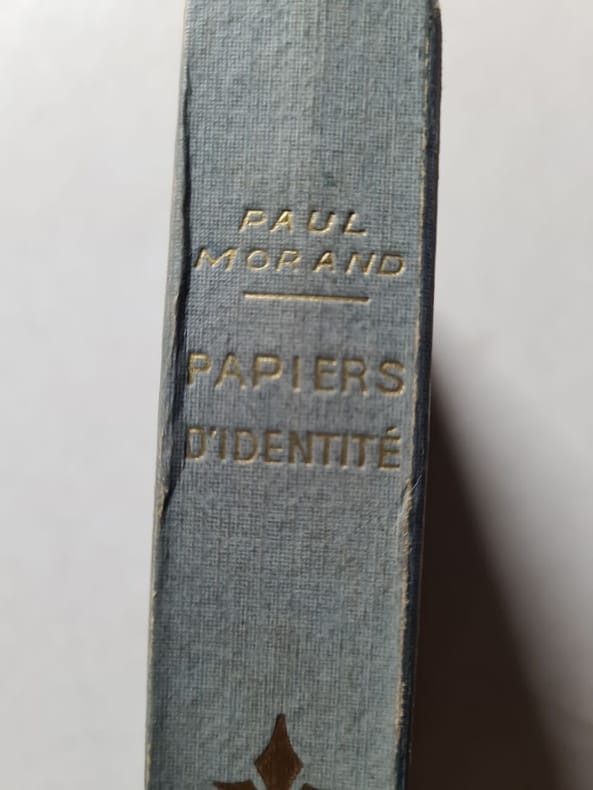 PAUL
MORAND
PAPIERS
D'IDENTITÉ